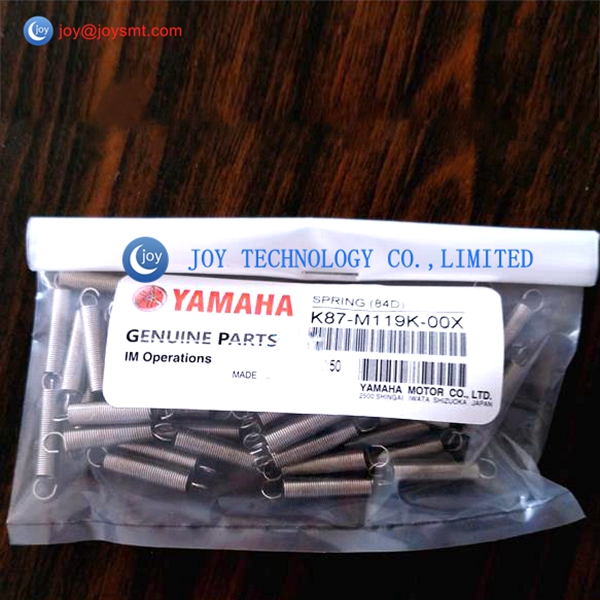 joy joy@joysmt.com
joy JOY TECHNOLOGY CO.,LIMITED
YAMAHA
GENUINE PARTS
IM Operations
MADE
SPRING (84D)
K87-M119K-00X
50
YAMAHA MOTOR CO., LTD.
2500 SHINGAI, IWATA SHIZUOKA, JAPAN